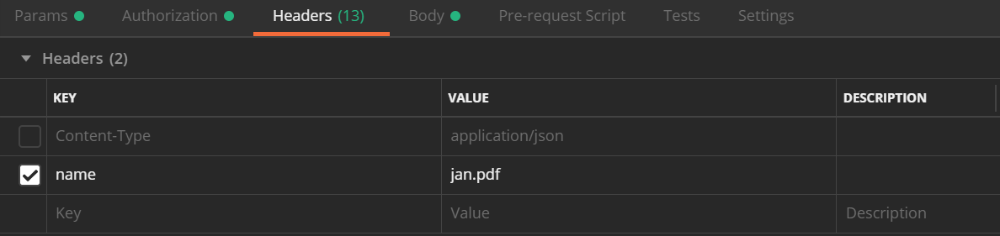 Params Authorization Headers (13) Body Pre-request Script Tests Settings
Headers (2)
KEY VALUE DESCRIPTION
Content-Type application/json
name jan.pdf
Key Value Description